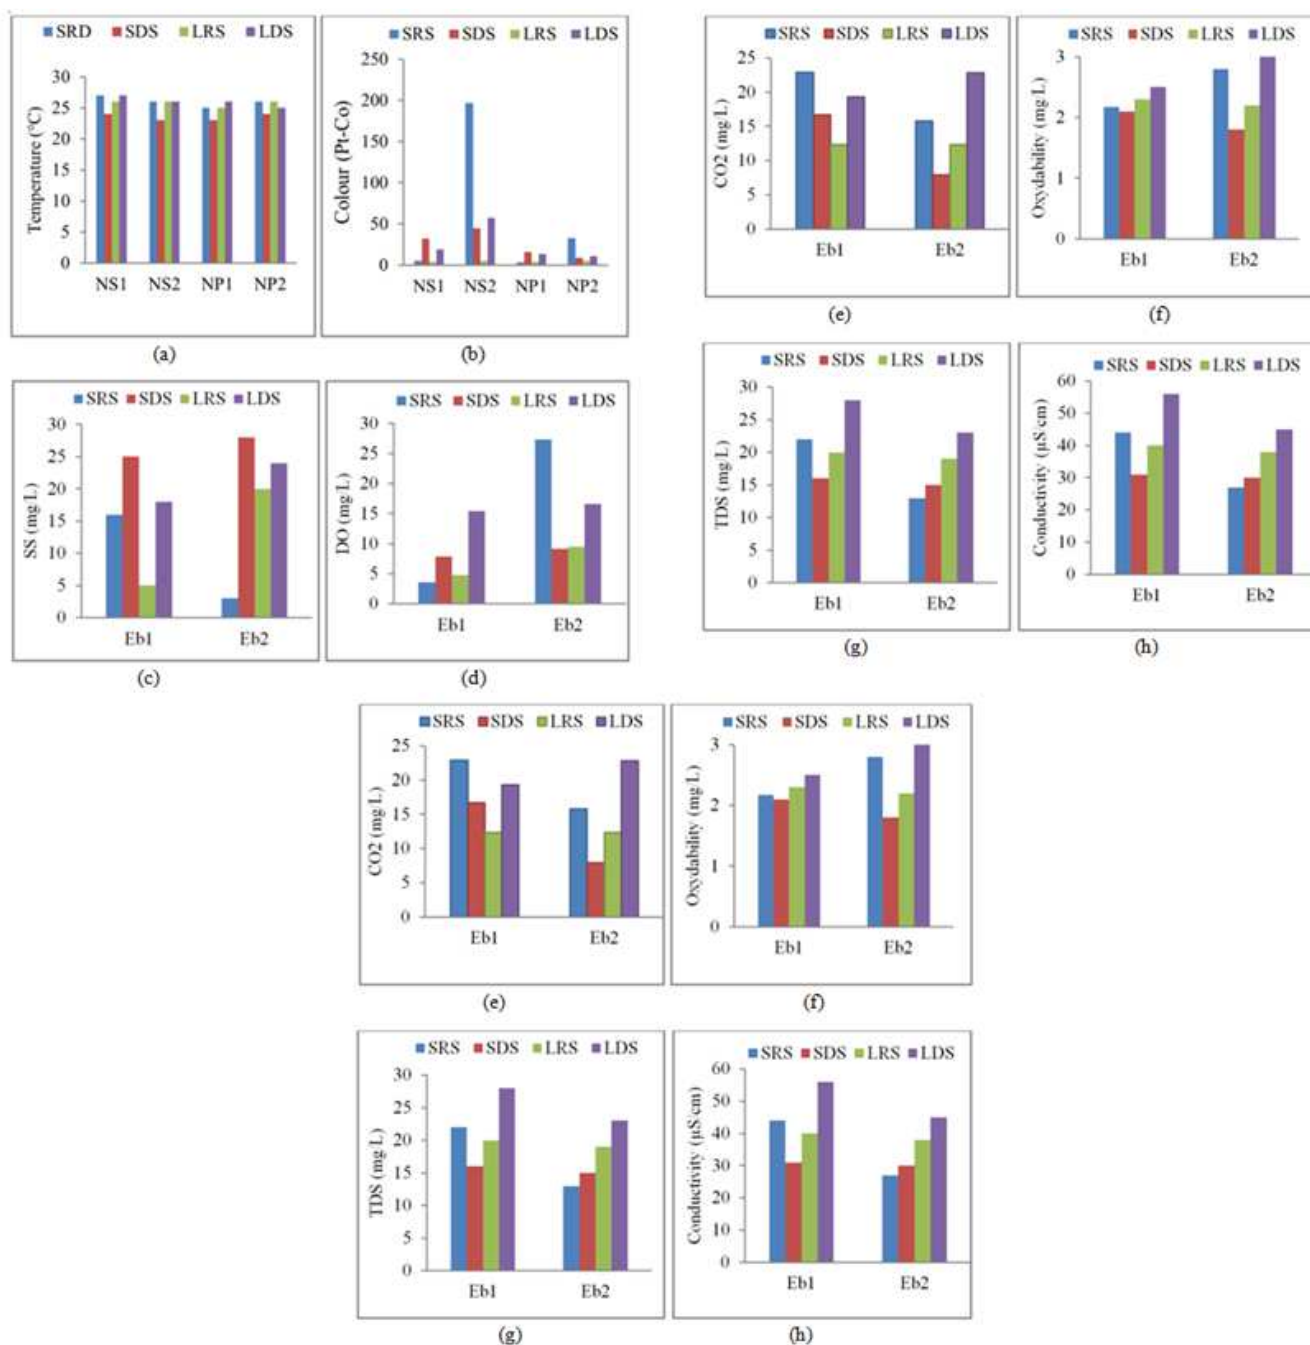 SRD SDS LRS LDS
Temperature (°C)
30
25
20
15
10
5
0
NS1 NS2 NP1 NP2
(a)
SRS SDS LRS LDS
Colour (Pt-Co)
250
200
150
100
50
0
NS1 NS2 NP1 NP2
(b)
SRS SDS LRS LDS
SS (mg/L)
30
25
20
15
10
5
0
Eb1 Eb2
(c)
SRS SDS LRS LDS
DO (mg/L)
30
25
20
15
10
5
0
Eb1 Eb2
(d)
SRS SDS LRS LDS
CO2 (mg/L)
25
20
15
10
5
0
Eb1 Eb2
(e)
SRS SDS LRS LDS
Oxydability (mg/L)
3
2
1
0
Eb1 Eb2
(f)
SRS SDS LRS LDS
TDS (mg/L)
30
25
20
15
10
5
0
Eb1 Eb2
(g)
SRS SDS LRS LDS
Conductivity (µS/cm)
60
50
40
30
20
10
0
Eb1 Eb2
(h)
SRS SDS LRS LDS
CO2 (mg/L)
25
20
15
10
5
0
Eb1 Eb2
(e)
SRS SDS LRS LDS
Oxydability (mg/L)
3
2
1
0
Eb1 Eb2
(f)
SRS SDS LRS LDS
TDS (mg/L)
30
25
20
15
10
5
0
Eb1 Eb2
(g)
SRS SDS LRS LDS
Conductivity (µS/cm)
60
50
40
30
20
10
0
Eb1 Eb2
(h)